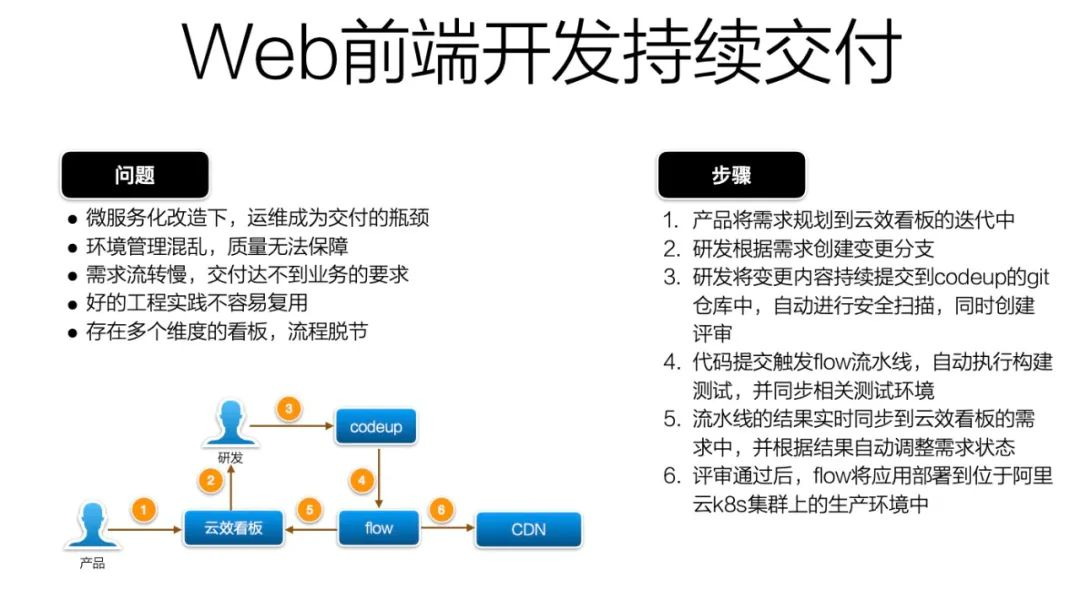 Web前端开发持续交付
问题
● 微服务化改造下，运维成为交付的瓶颈
● 环境管理混乱，质量无法保障
● 需求流转慢，交付达不到业务的要求
● 好的工程实践不容易复用
● 存在多个维度的看板，流程脱节
步骤
1. 产品将需求规划到云效看板的迭代中
2. 研发根据需求创建变更分支
3. 研发将变更内容持续提交到codeup的git
仓库中，自动进行安全扫描，同时创建
评审
4. 代码提交触发flow流水线，自动执行构建
测试，并同步相关测试环境
5. 流水线的结果实时同步到云效看板的需
求中，并根据结果自动调整需求状态
6. 评审通过后，flow将应用部署到位于阿里
云k8s集群上的生产环境中
3
codeup
研发
2
4
1
云效看板
5
flow
6
CDN
产品